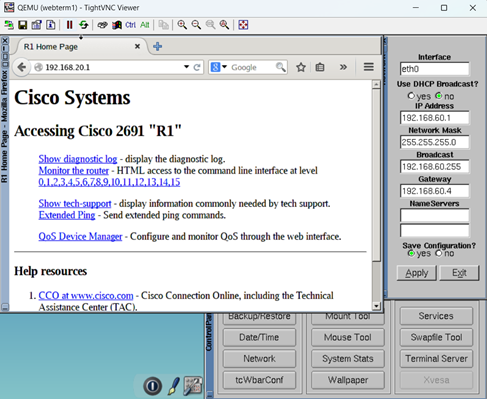 QEMU (webterm1) - TightVNC Viewer
Ctrl Alt
R1 Home Page - Mozilla Firefox
R1 Home Page
192.168.20.1
Google
Cisco Systems
Accessing Cisco 2691 "R1"
Show diagnostic log - display the diagnostic log.
Monitor the router - HTML access to the command line interface at level
0,1,2,3,4,5,6,7,8,9,10,11,12,13,14,15
Show tech-support - display information commonly needed by tech support.
Extended Ping - Send extended ping commands.
QoS Device Manager - Configure and monitor QoS through the web interface.
Help resources
1. CCO at www.cisco.com - Cisco Connection Online, including the Technical
Assistance Center (TAC).
Interface
eth0
Use DHCP Broadcast?
yes no
IP Address
192.168.60.1
Network Mask
255.255.255.0
Broadcast
192.168.60.255
Gateway
192.168.60.4
NameServers
Save Configuration?
yes no
Apply Exit
Backup/Restore Mount Tool Services
Date/Time Mouse Tool Swapfile Tool
Network System Stats Terminal Server
tcWbarConf Wallpaper Xvesa